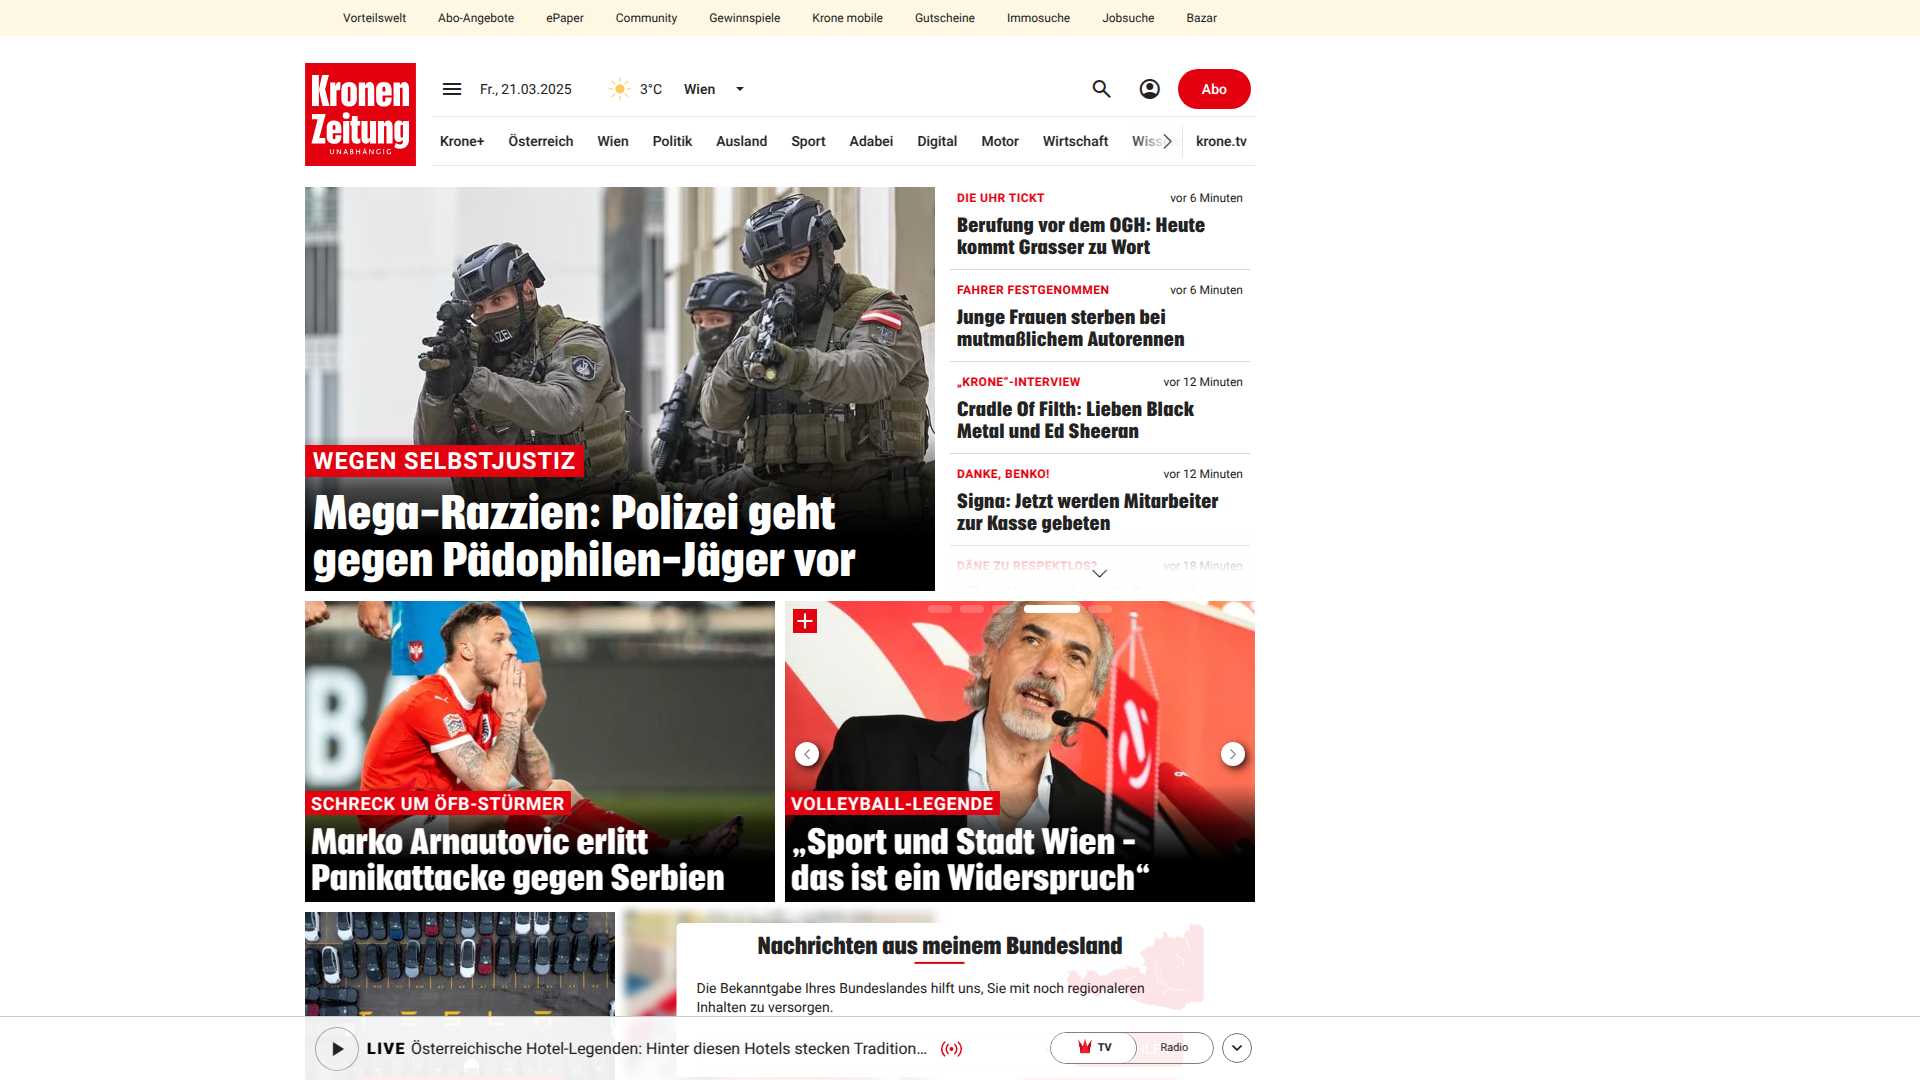 Vorteilswelt Abo-Angebote ePaper Community Gewinnspiele Krone mobile Gutscheine Immosuche Jobsuche Bazar
Kronen
Zeitung
UNABHÄNGIG
Fr., 21.03.2025 3°C Wien
Abo
Krone+ Österreich Wien Politik Ausland Sport Adabei Digital Motor Wirtschaft Wiss krone.tv
POLIZEI
WEGEN SELBSTJUSTIZ
Mega-Razzien: Polizei geht
gegen Pädophilen-Jäger vor
DIE UHR TICKT vor 6 Minuten
Berufung vor dem OGH: Heute
kommt Grasser zu Wort
FAHRER FESTGENOMMEN vor 6 Minuten
Junge Frauen sterben bei
mutmaßlichem Autorennen
„KRONE“-INTERVIEW vor 12 Minuten
Cradle Of Filth: Lieben Black
Metal und Ed Sheeran
DANKE, BENKO! vor 12 Minuten
Signa: Jetzt werden Mitarbeiter
zur Kasse gebeten
DÄNE ZU RESPEKTLOS? vor 18 Minuten
SCHRECK UM ÖFB-STÜRMER
Marko Arnautovic erlitt
Panikattacke gegen Serbien
VOLLEYBALL-LEGENDE
„Sport und Stadt Wien –
das ist ein Widerspruch“
Nachrichten aus meinem Bundesland
Die Bekanntgabe Ihres Bundeslandes hilft uns, Sie mit noch regionaleren
Inhalten zu versorgen.
LIVE Österreichische Hotel-Legenden: Hinter diesen Hotels stecken Tradition...
TV Radio